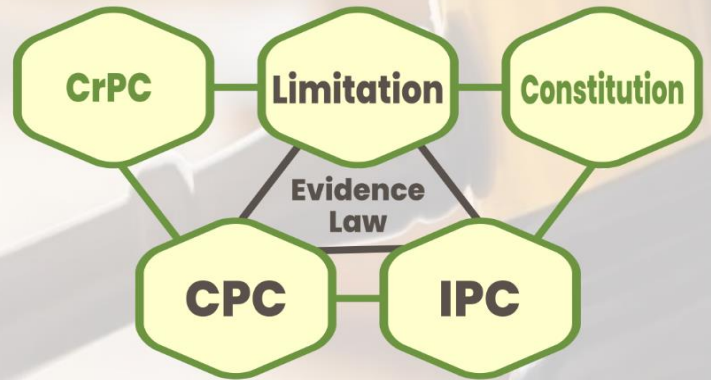 CrPC
Limitation
Constitution
Evidence
Law
CPC
IPC